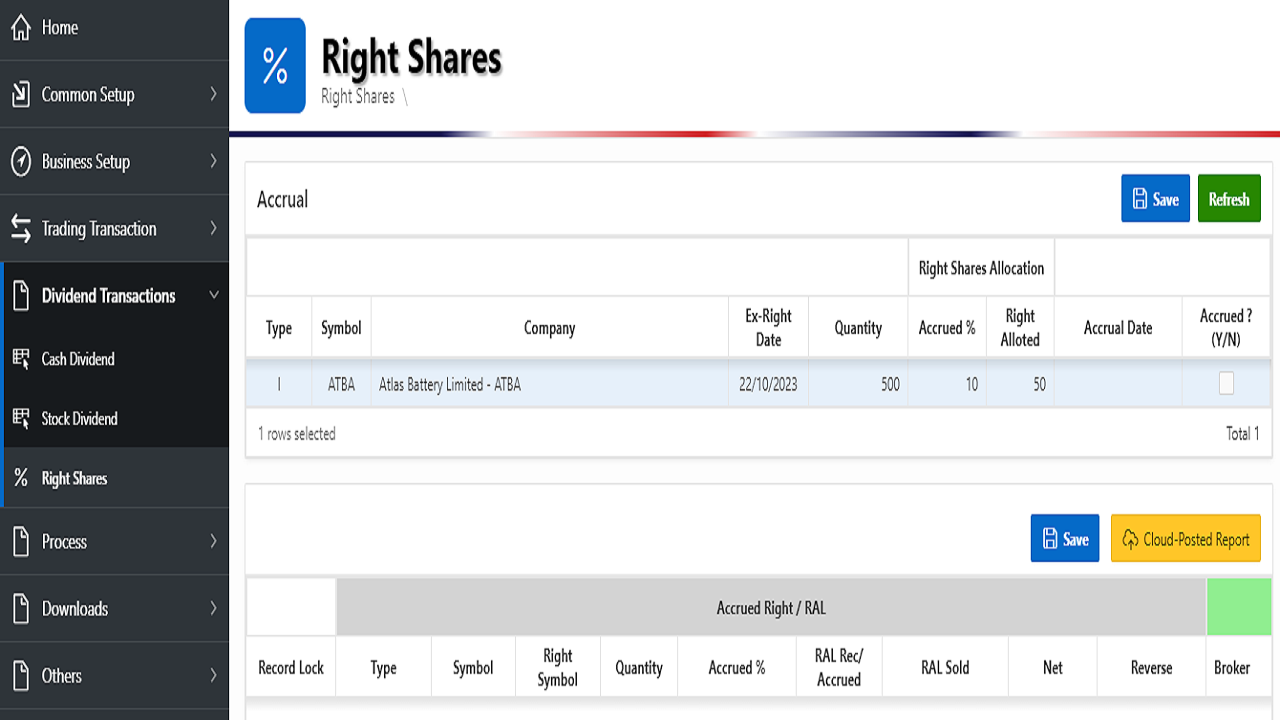 Home
Common Setup
Business Setup
Trading Transaction
Dividend Transactions
Cash Dividend
Stock Dividend
% Right Shares
Process
Downloads
Others
%
Right Shares
Right Shares \
Accrual
Save
Refresh
Right Shares Allocation
Type
Symbol
Company
Ex-Right
Date
Quantity
Accrued %
Right
Alloted
Accrual Date
Accrued ?
(Y/N)
I
ATBA
Atlas Battery Limited - ATBA
22/10/2023
500
10
50
1 rows selected
Total 1
Save
Cloud-Posted Report
Accrued Right / RAL
Record Lock
Type
Symbol
Right
Symbol
Quantity
Accrued %
RAL Rec/
Accrued
RAL Sold
Net
Reverse
Broker